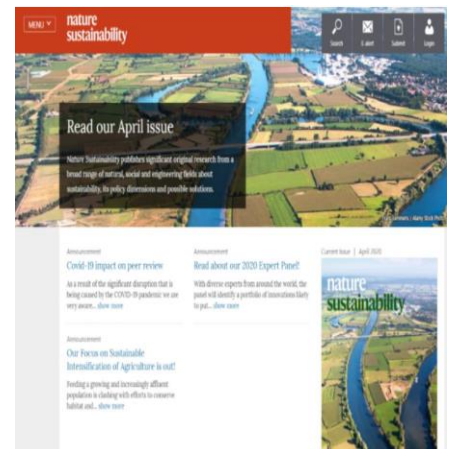 MENU
nature
sustainability
Search
E-alert
Submit
Login
Read our April issue
Nature Sustainability publishes significant original research from a
broad range of natural, social and engineering fields about
sustainability, its policy dimensions and possible solutions.
Alamy Stock Photo
Announcement
Covid-19 impact on peer review
As a result of the significant disruption that is
being caused by the COVID-19 pandemic we are
very aware... show more
Announcement
Read about our 2020 Expert Panel!
With diverse experts from around the world, the
panel will identify a portfolio of innovations likely
to put... show more
Announcement
Our Focus on Sustainable
Intensification of Agriculture is out!
Feeding a growing and increasingly affluent
population is clashing with efforts to conserve
habitat and... show more
Current Issue | April 2020
nature
sustainability